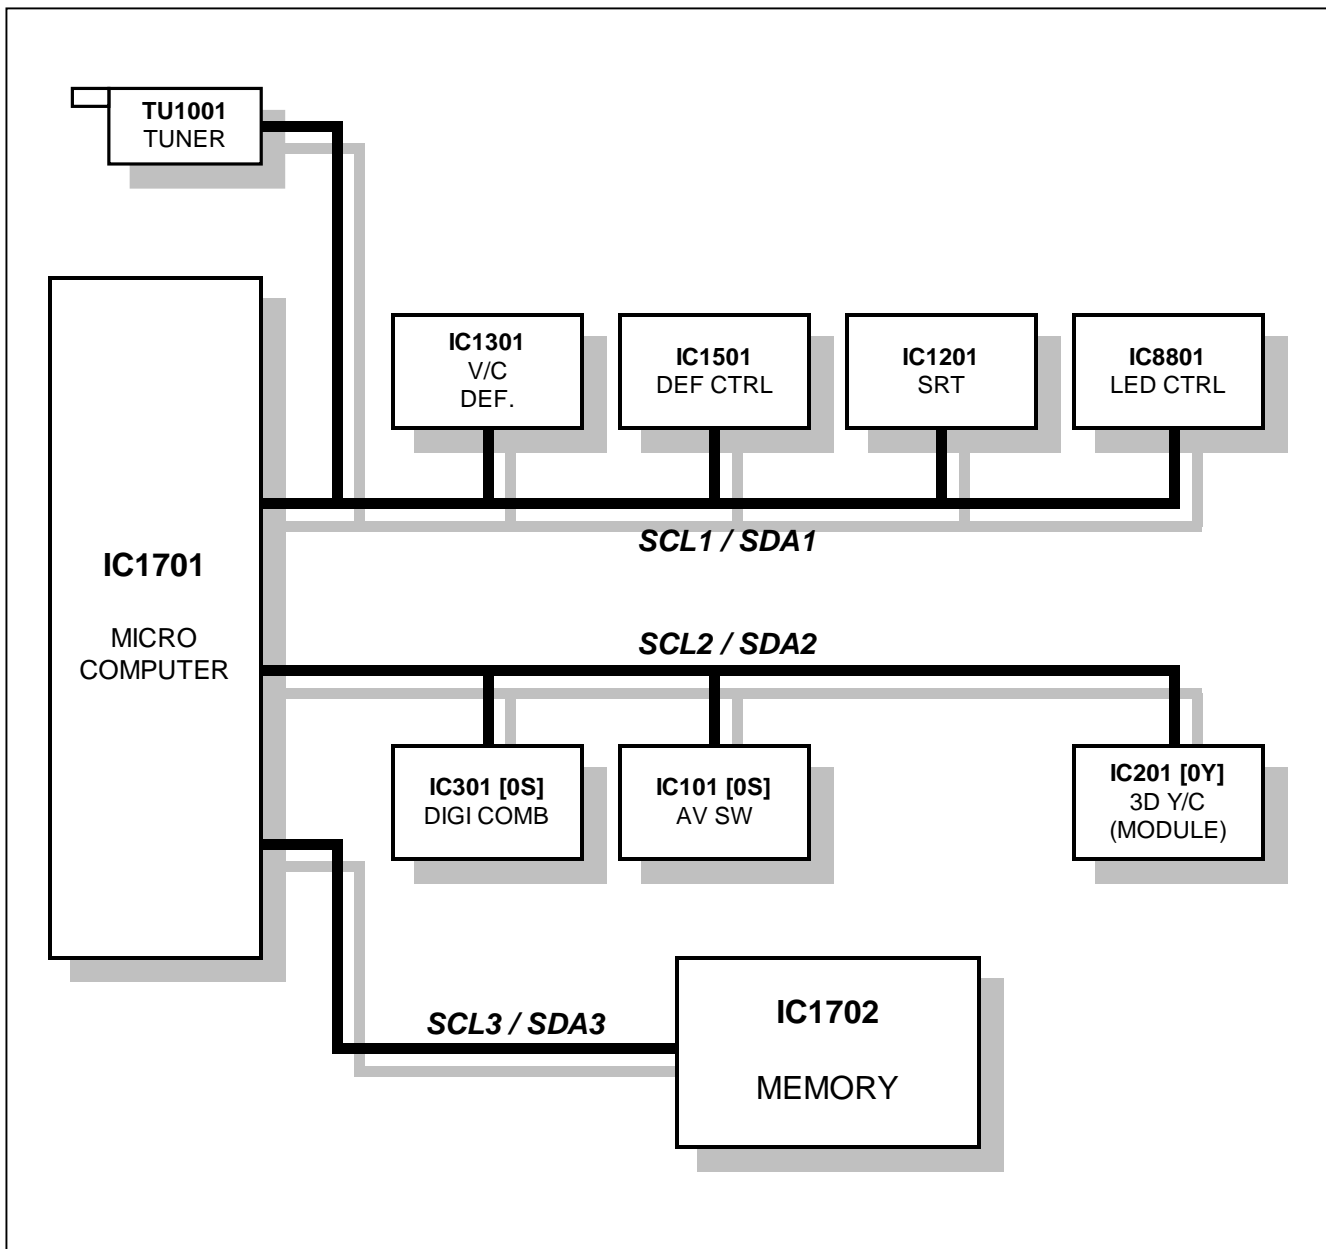 TU1001
TUNER
IC1301
V/C
DEF.
IC1501
DEF CTRL
IC1201
SRT
IC8801
LED CTRL
SCL1 / SDA1
IC1701
MICRO
COMPUTER
SCL2 / SDA2
IC301 [0S]
DIGI COMB
IC101 [0S]
AV SW
IC201 [0Y]
3D Y/C
(MODULE)
SCL3 / SDA3
IC1702
MEMORY